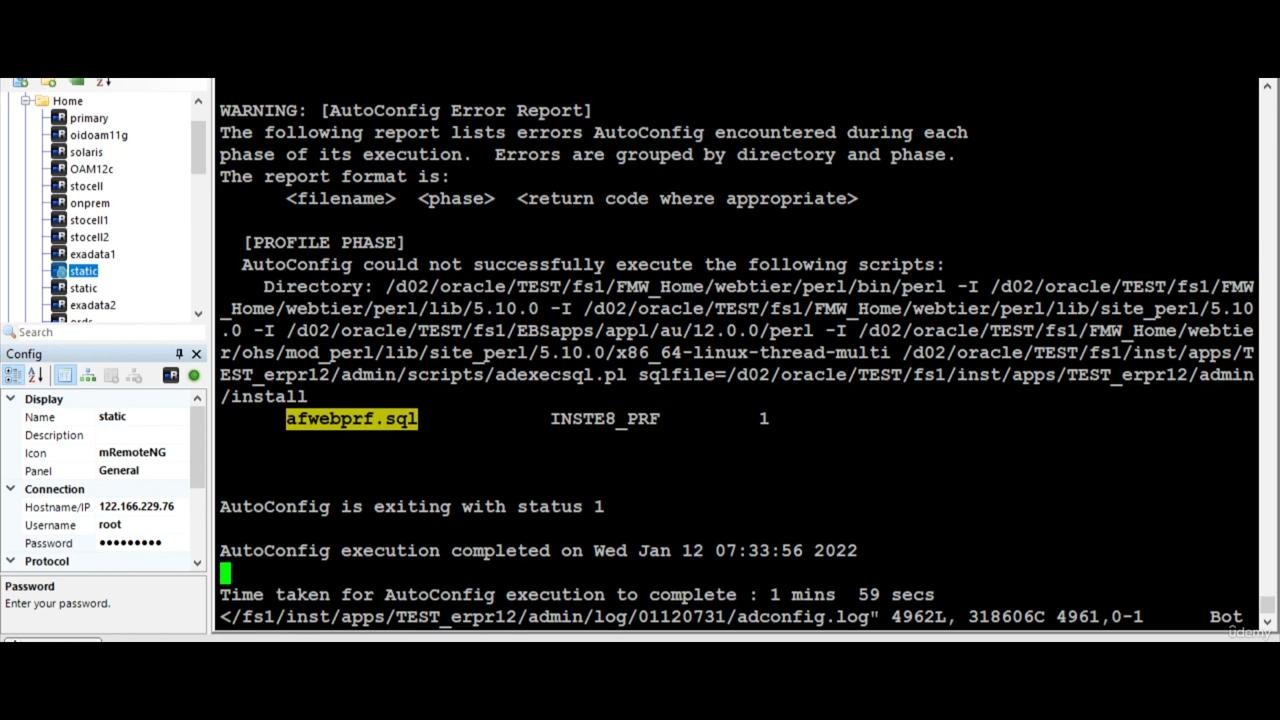 Home
primary
oidoam11g
solaris
OAM12c
stocell
onprem
stocell1
stocell2
exadata1
static
static
exadata2
Search
Config
Display
Name static
Description
Icon mRemoteNG
Panel General
Connection
Hostname/IP 122.166.229.76
Username root
Password ●●●●●●●●●
Protocol
Password
Enter your password.
WARNING: [AutoConfig Error Report]
The following report lists errors AutoConfig encountered during each
phase of its execution.  Errors are grouped by directory and phase.
The report format is:
<filename>  <phase>  <return code where appropriate>
[PROFILE PHASE]
AutoConfig could not successfully execute the following scripts:
Directory: /d02/oracle/TEST/fs1/FMW_Home/webtier/perl/bin/perl -I /d02/oracle/TEST/fs1/FMW
_Home/webtier/perl/lib/5.10.0 -I /d02/oracle/TEST/fs1/FMW_Home/webtier/perl/lib/site_perl/5.10
.0 -I /d02/oracle/TEST/fs1/EBSapps/appl/au/12.0.0/perl -I /d02/oracle/TEST/fs1/FMW_Home/webtie
r/ohs/mod_perl/lib/site_perl/5.10.0/x86_64-linux-thread-multi /d02/oracle/TEST/fs1/inst/apps/T
EST_erpr12/admin/scripts/adexecsql.pl sqlfile=/d02/oracle/TEST/fs1/inst/apps/TEST_erpr12/admin
/install
afwebprf.sql INSTE8_PRF 1
AutoConfig is exiting with status 1
AutoConfig execution completed on Wed Jan 12 07:33:56 2022
Time taken for AutoConfig execution to complete : 1 mins  59 secs
</fs1/inst/apps/TEST_erpr12/admin/log/01120731/adconfig.log" 4962L, 318606C 4961,0-1 Bot
ûdemy